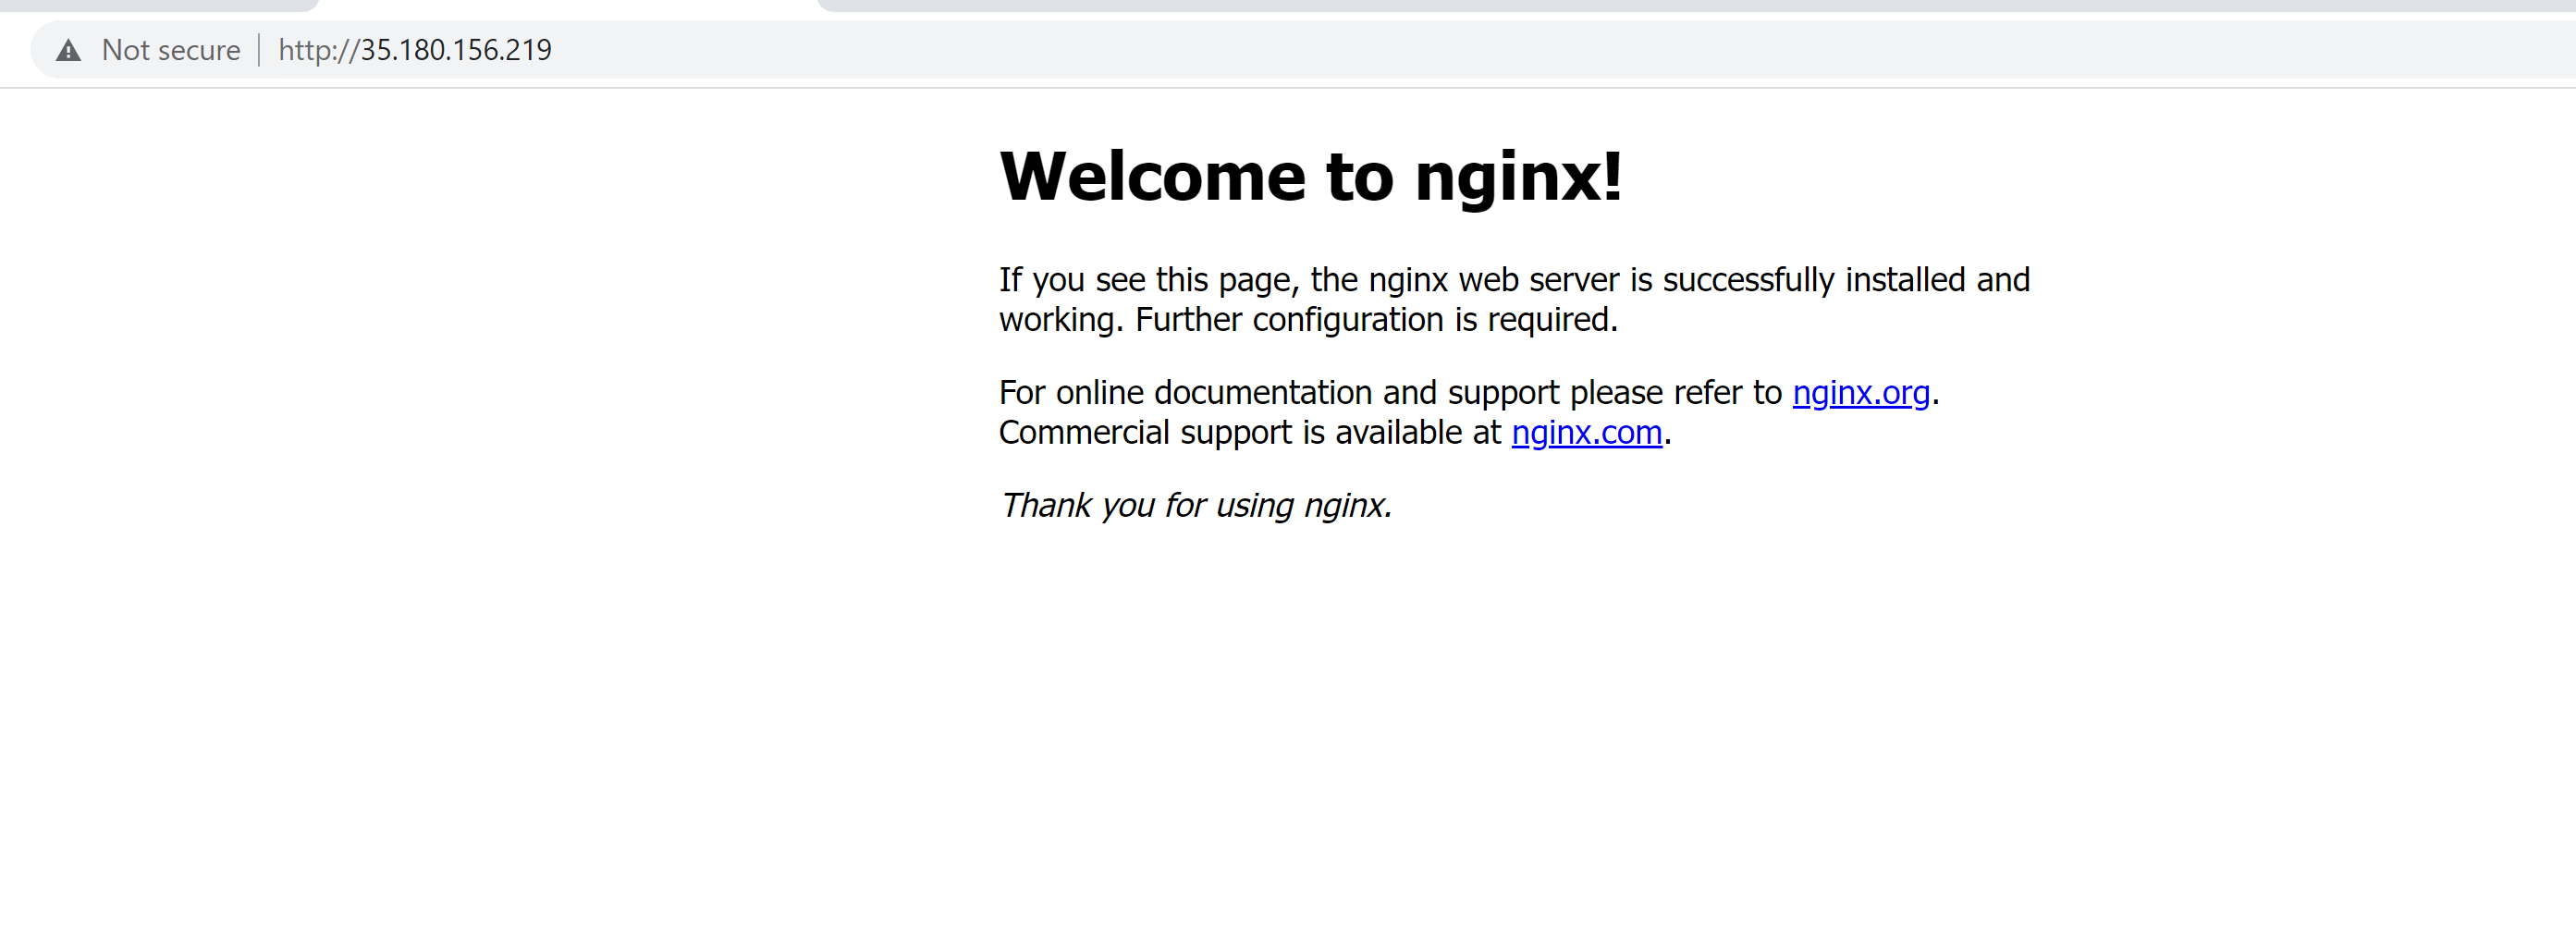 Not secure http://35.180.156.219
Welcome to nginx!
If you see this page, the nginx web server is successfully installed and
working. Further configuration is required.
For online documentation and support please refer to nginx.org.
Commercial support is available at nginx.com.
Thank you for using nginx.